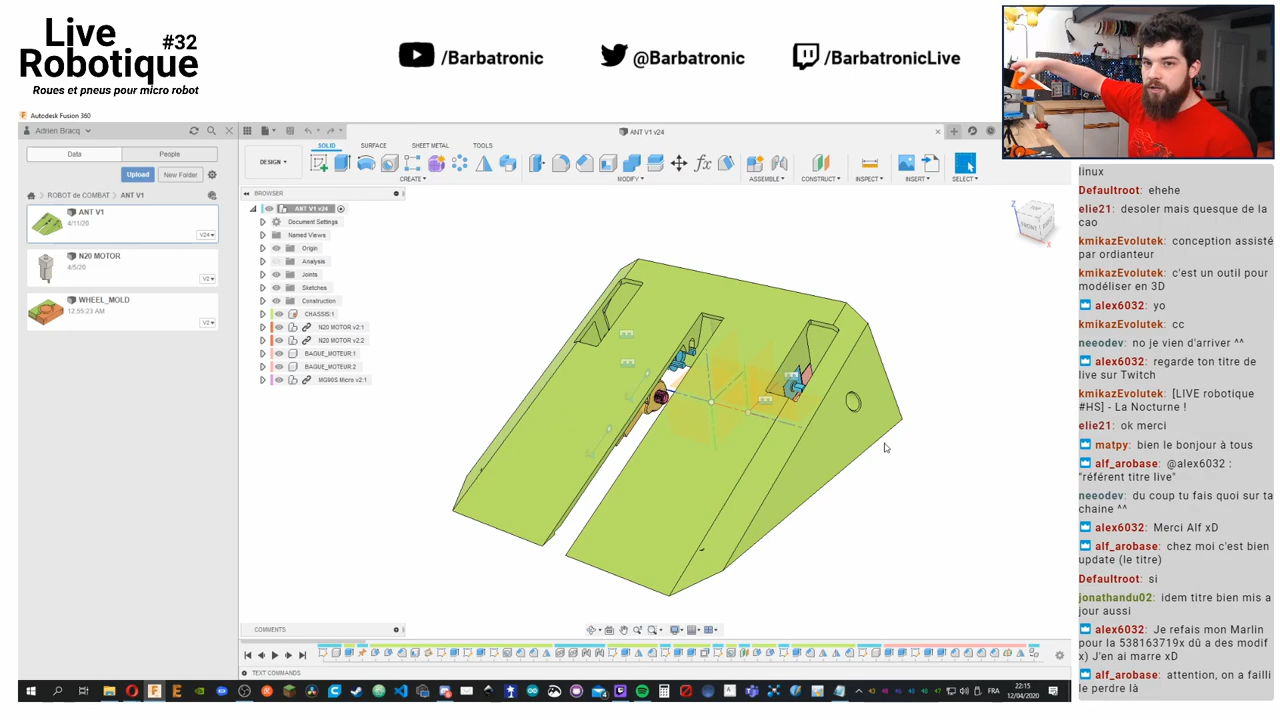 Live
Robotique #32
Roues et pneus pour micro robot
/Barbatronic
@Barbatronic
/BarbatronicLive
Autodesk Fusion 360
Adrien Bracq
ANT V1 v24
Data People
Upload New Folder
ROBOT de COMBAT ANT V1
ANT V1
4/11/20
V24
N20 MOTOR
4/5/20
V2
WHEEL_MOLD
12:55:23 AM
V2
SOLID SURFACE SHEET METAL TOOLS
DESIGN
CREATE MODIFY ASSEMBLE CONSTRUCT INSPECT INSERT SELECT
BROWSER
ANT V1 v24
Document Settings
Named Views
Origin
Analysis
Joints
Sketches
Construction
CHASSIS:1
N20 MOTOR v2:1
N20 MOTOR v2:2
BAGUE_MOTEUR:1
BAGUE_MOTEUR:2
MG90S Micro v2:1
Z
FRONT
X
COMMENTS
TEXT COMMANDS
FRA
22:15
12/04/2020
linux
Defaultroot: ehehe
elie21: desoler mais quesque de la
cao
kmikazEvolutek: conception assisté
par ordianteur
kmikazEvolutek: c'est un outil pour
modéliser en 3D
alex6032: yo
kmikazEvolutek: cc
neeodev: no je vien d'arriver ^^
alex6032: regarde ton titre de
live sur Twitch
kmikazEvolutek: [LIVE robotique
#HS] - La Nocturne !
elie21: ok merci
matpy: bien le bonjour à tous
alf_arobase: @alex6032 :
"référent titre live"
neeodev: du coup tu fais quoi sur ta
chaine ^^
alex6032: Merci Alf xD
alf_arobase: chez moi c'est bien
update (le titre)
Defaultroot: si
jonathandu02: idem titre bien mis a
jour aussi
alex6032: Je refais mon Marlin
pour la 538163719x dû a des modif
x) J'en ai marre xD
alf_arobase: attention, on a failli
le perdre là